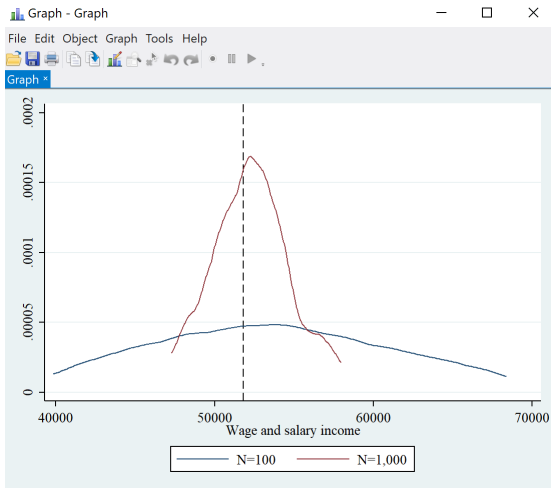 Graph - Graph
File Edit Object Graph Tools Help
Graph ×
.0002
.00015
.0001
.00005
0
40000 50000 60000 70000
Wage and salary income
N=100 N=1,000